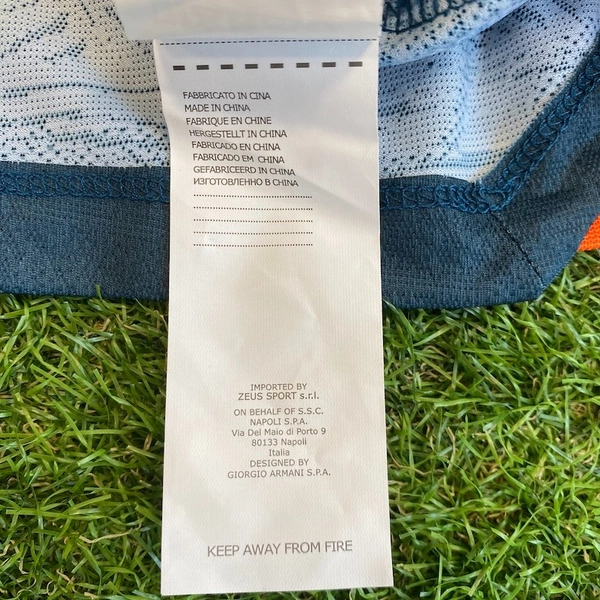 FABBRICATO IN CINA
MADE IN CHINA
FABRIQUE EN CHINE
HERGESTELLT IN CHINA
FABRICADO EN CHINA
FABRICADO EM CHINA
GEFABRICEERD IN CHINA
ИЗГОТОВЛЕННО В CHINA
IMPORTED BY
ZEUS SPORT s.r.l.
ON BEHALF OF S.S.C.
NAPOLI S.P.A.
Via Del Maio di Porto 9
80133 Napoli
Italia
DESIGNED BY
GIORGIO ARMANI S.P.A.
KEEP AWAY FROM FIRE